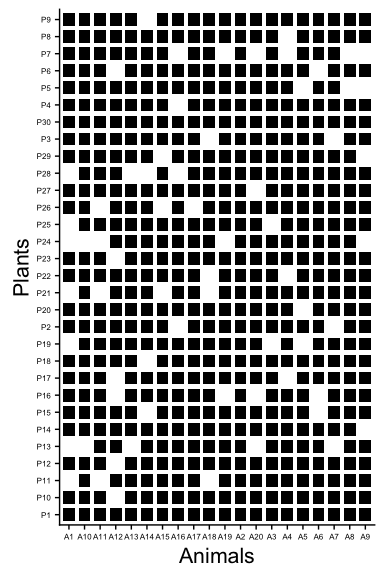 P9
P8
P7
P6
P5
P4
P30
P3
P29
P28
P27
P26
P25
P24
P23
P22
P21
P20
P2
P19
P18
P17
P16
P15
P14
P13
P12
P11
P10
P1
Plants
A1 A10 A11 A12 A13 A14 A15 A16 A17 A18 A19 A2 A20 A3 A4 A5 A6 A7 A8 A9
Animals